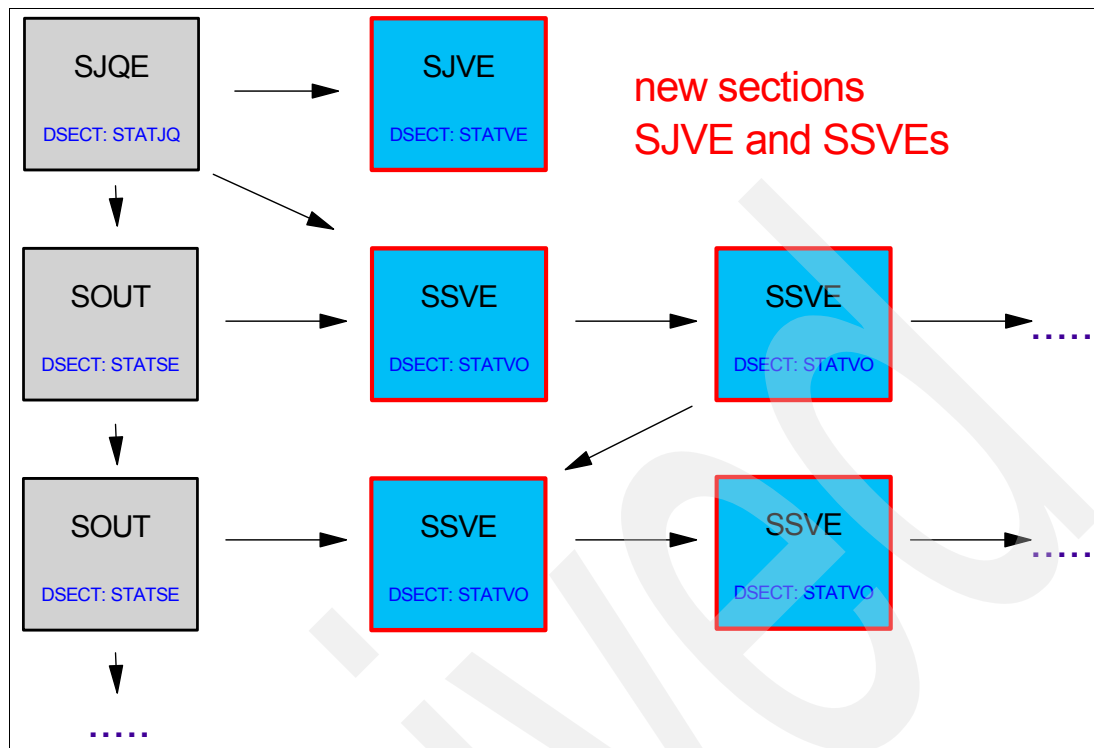 SJQE
DSECT: STATJQ
SJVE
DSECT: STATVE
new sections
SJVE and SSVEs
SOUT
DSECT: STATSE
SSVE
DSECT: STATVO
SSVE
DSECT: STATVO
.....
SOUT
DSECT: STATSE
SSVE
DSECT: STATVO
SSVE
DSECT: STATVO
.....
.....